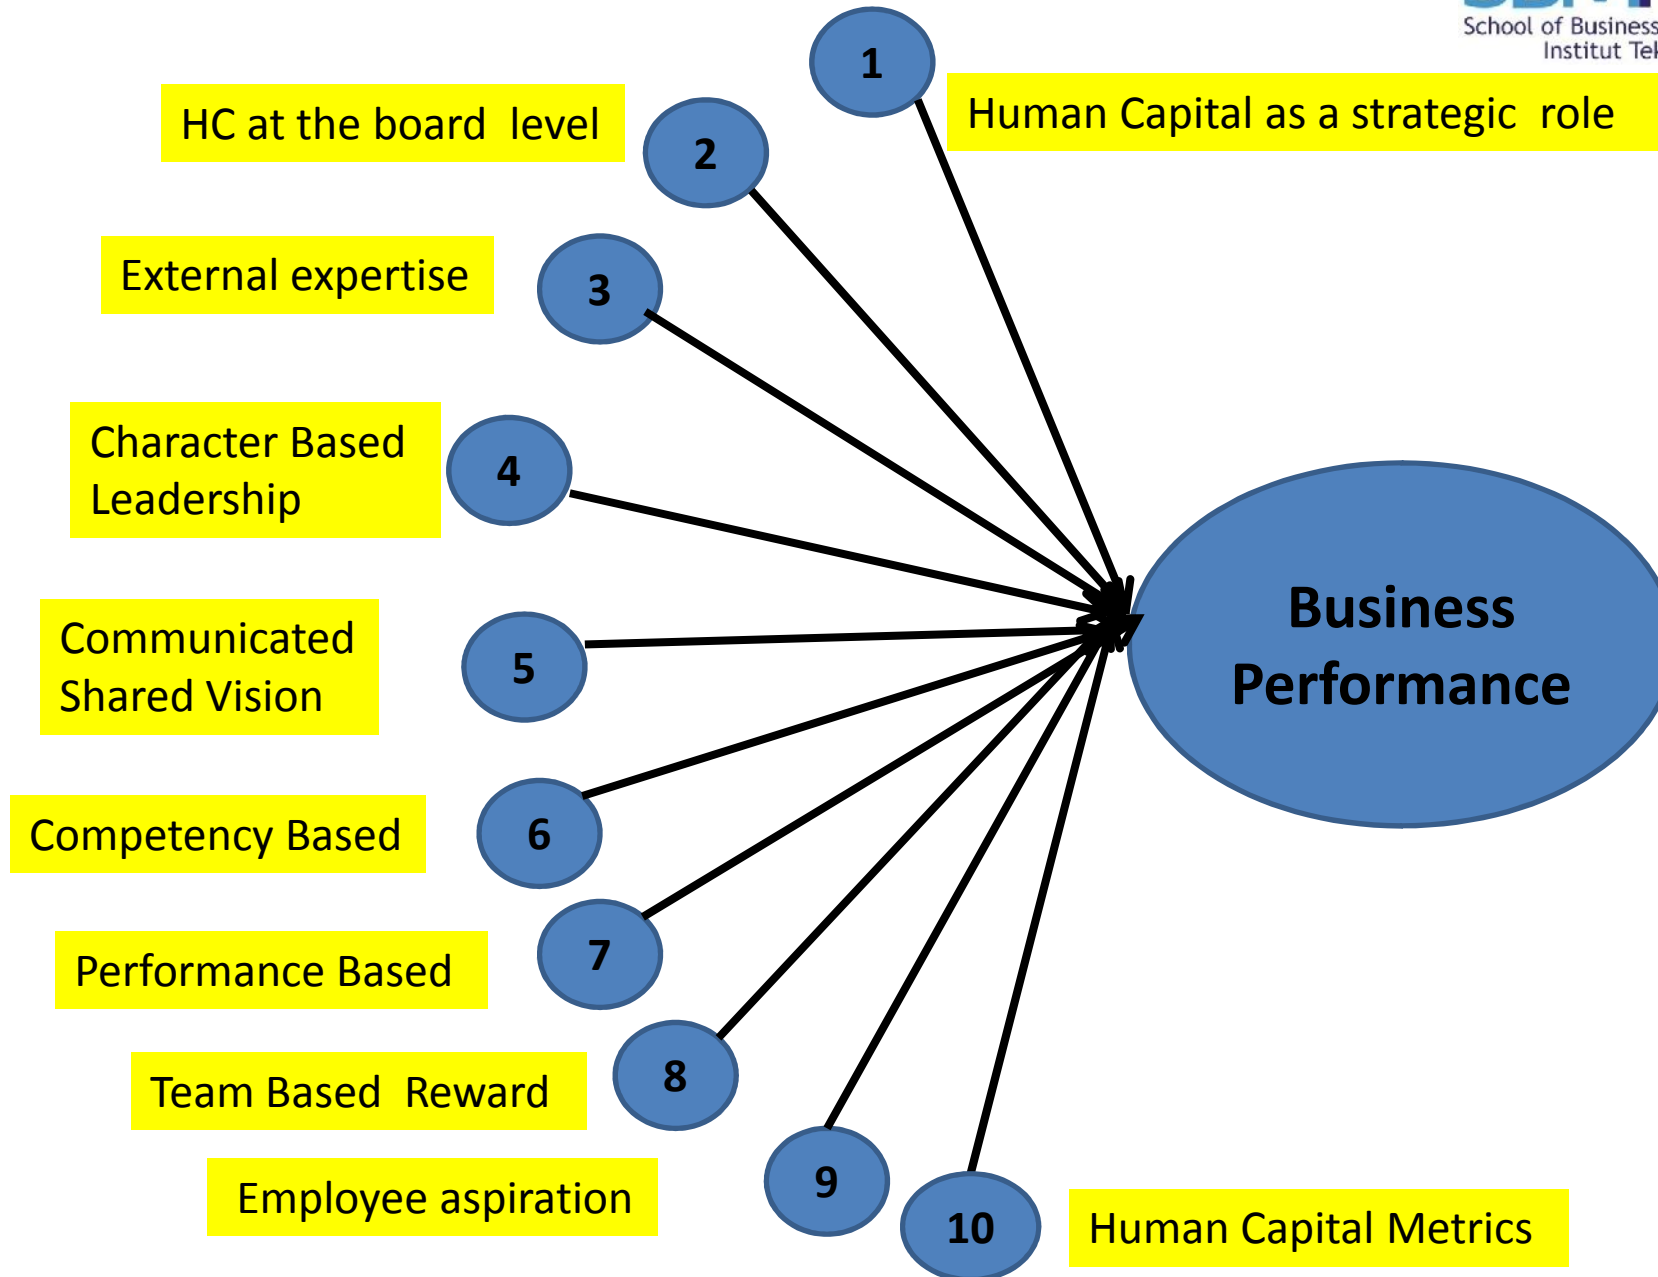 School of Business
Institut Tek
1
Human Capital as a strategic role
HC at the board level
2
External expertise
3
Character Based
Leadership
4
Communicated
Shared Vision
5
Business
Performance
Competency Based
6
Performance Based
7
Team Based Reward
8
Employee aspiration
9
10
Human Capital Metrics